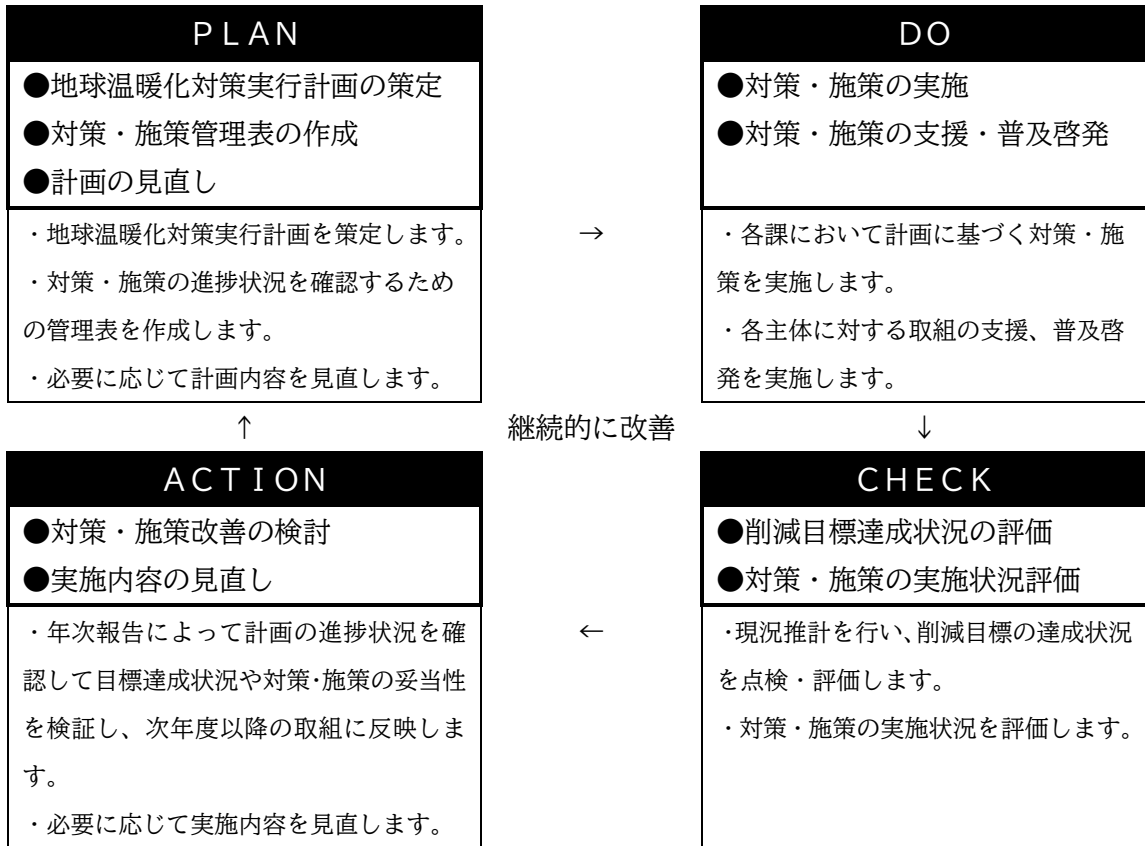 ＰＬＡＮ
●地球温暖化対策実行計画の策定
●対策・施策管理表の作成
●計画の見直し
・地球温暖化対策実行計画を策定します。
・対策・施策の進捗状況を確認するため
の管理表を作成します。
・必要に応じて計画内容を見直します。
→
ＤＯ
●対策・施策の実施
●対策・施策の支援・普及啓発
・各課において計画に基づく対策・施
策を実施します。
・各主体に対する取組の支援、普及啓
発を実施します。
↑
継続的に改善
↓
ＡＣＴＩＯＮ
●対策・施策改善の検討
●実施内容の見直し
・年次報告によって計画の進捗状況を確
認して目標達成状況や対策・施策の妥当性
を検証し、次年度以降の取組に反映しま
す。
・必要に応じて実施内容を見直します。
←
ＣＨＥＣＫ
●削減目標達成状況の評価
●対策・施策の実施状況評価
・現況推計を行い、削減目標の達成状況
を点検・評価します。
・対策・施策の実施状況を評価します。